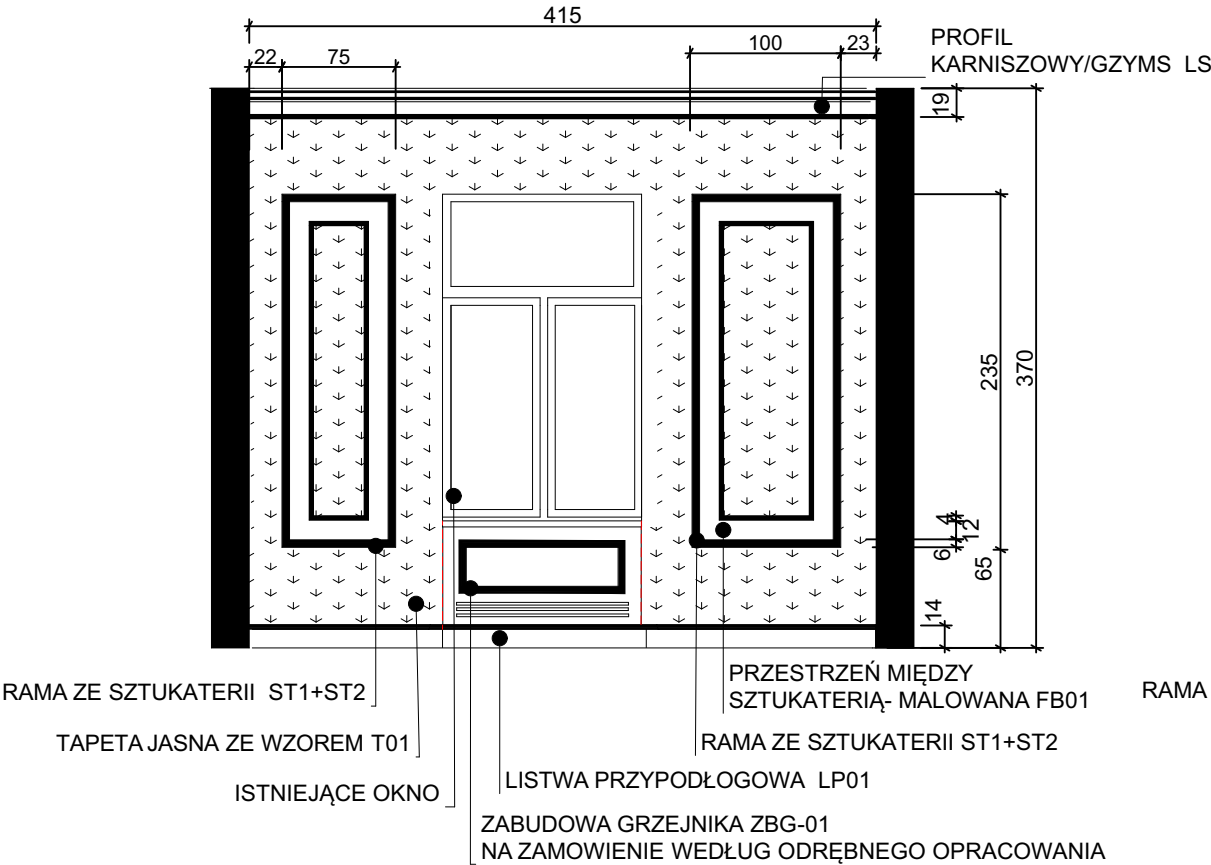 415
22
75
100
23
PROFIL
KARNISZOWY/GZYMS LS
19
235
370
4
12
6
65
14
RAMA ZE SZTUKATERII ST1+ST2
PRZESTRZEŃ MIĘDZY
SZTUKATERIĄ- MALOWANA FB01
RAMA
TAPETA JASNA ZE WZOREM T01
RAMA ZE SZTUKATERII ST1+ST2
ISTNIEJĄCE OKNO
LISTWA PRZYPODŁOGOWA LP01
ZABUDOWA GRZEJNIKA ZBG-01
NA ZAMOWIENIE WEDŁUG ODRĘBNEGO OPRACOWANIA